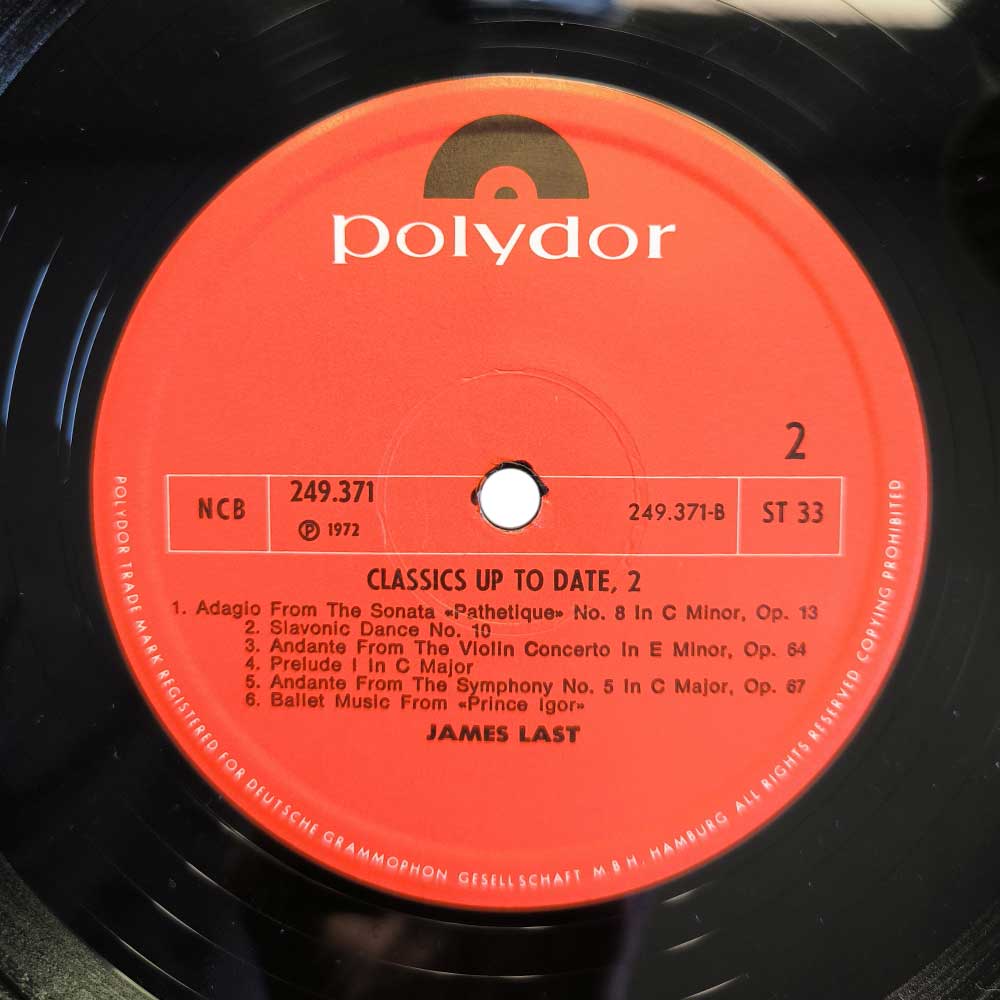 polydor
2
NCB
249.371
℗ 1972
249.371-B
ST 33
CLASSICS UP TO DATE, 2
1. Adagio From The Sonata «Pathetique» No. 8 In C Minor, Op. 13
2. Slavonic Dance No. 10
3. Andante From The Violin Concerto In E Minor, Op. 64
4. Prelude I In C Major
5. Andante From The Symphony No. 5 In C Major, Op. 67
6. Ballet Music From «Prince Igor»
JAMES LAST
POLYDOR TRADE MARK REGISTERED FOR DEUTSCHE GRAMMOPHON GESELLSCHAFT M B H, HAMBURG ALL RIGHTS RESERVED COPYING PROHIBITED